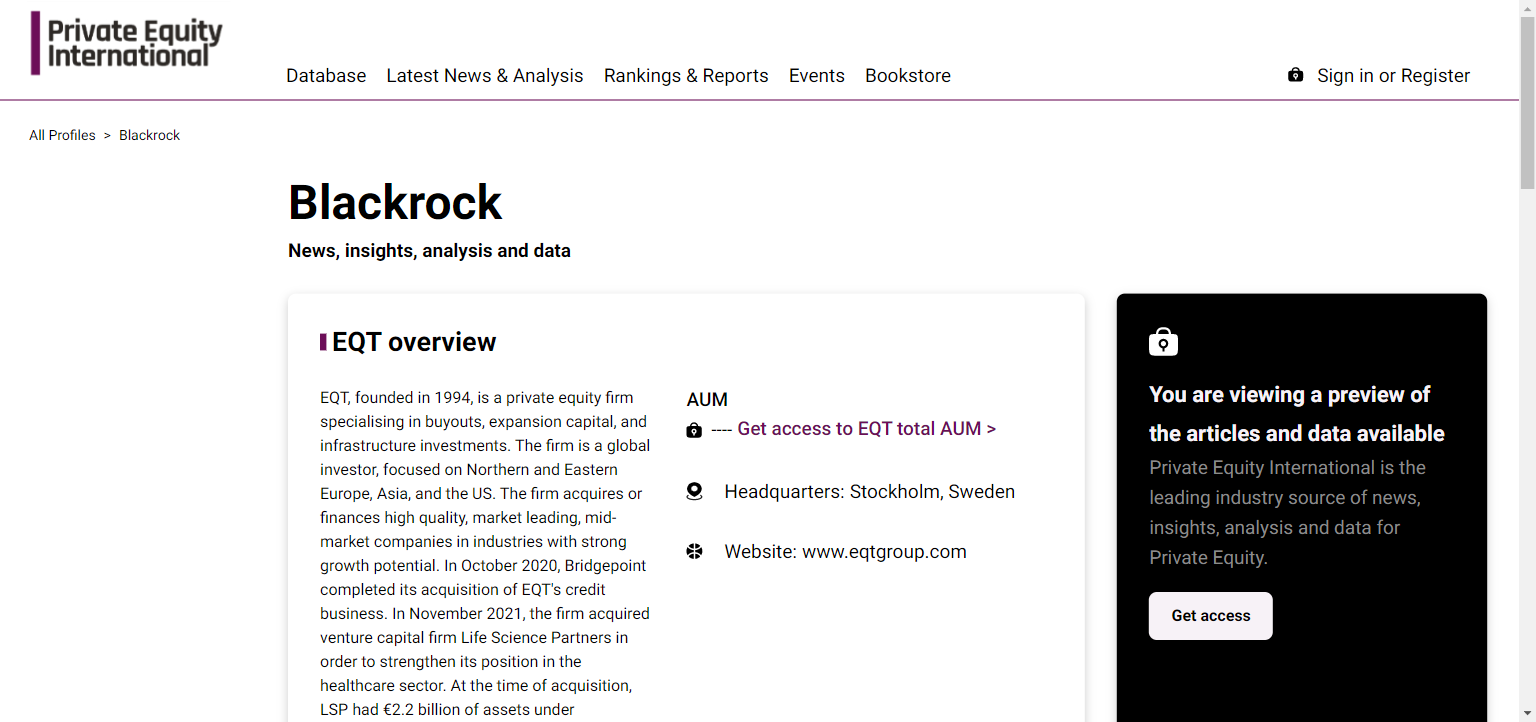 Private Equity
International
Database
Latest News & Analysis
Rankings & Reports
Events
Bookstore
Sign in or Register
All Profiles > Blackrock
Blackrock
News, insights, analysis and data
EQT overview
EQT, founded in 1994, is a private equity firm
specialising in buyouts, expansion capital, and
infrastructure investments. The firm is a global
investor, focused on Northern and Eastern
Europe, Asia, and the US. The firm acquires or
finances high quality, market leading, mid-
market companies in industries with strong
growth potential. In October 2020, Bridgepoint
completed its acquisition of EQT's credit
business. In November 2021, the firm acquired
venture capital firm Life Science Partners in
order to strengthen its position in the
healthcare sector. At the time of acquisition,
LSP had €2.2 billion of assets under
AUM
---- Get access to EQT total AUM >
Headquarters: Stockholm, Sweden
Website: www.eqtgroup.com
You are viewing a preview of
the articles and data available
Private Equity International is the
leading industry source of news,
insights, analysis and data for
Private Equity.
Get access